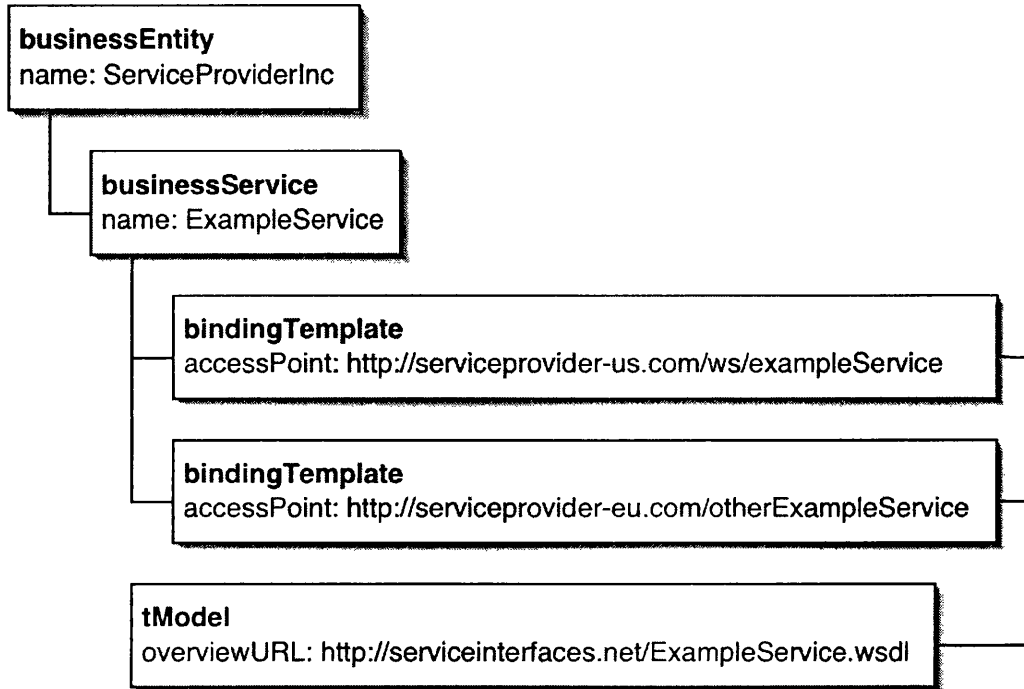 businessEntity
name: ServiceProviderInc
businessService
name: ExampleService
bindingTemplate
accessPoint: http://serviceprovider-us.com/ws/exampleService
bindingTemplate
accessPoint: http://serviceprovider-eu.com/otherExampleService
tModel
overviewURL: http://serviceinterfaces.net/ExampleService.wsdl